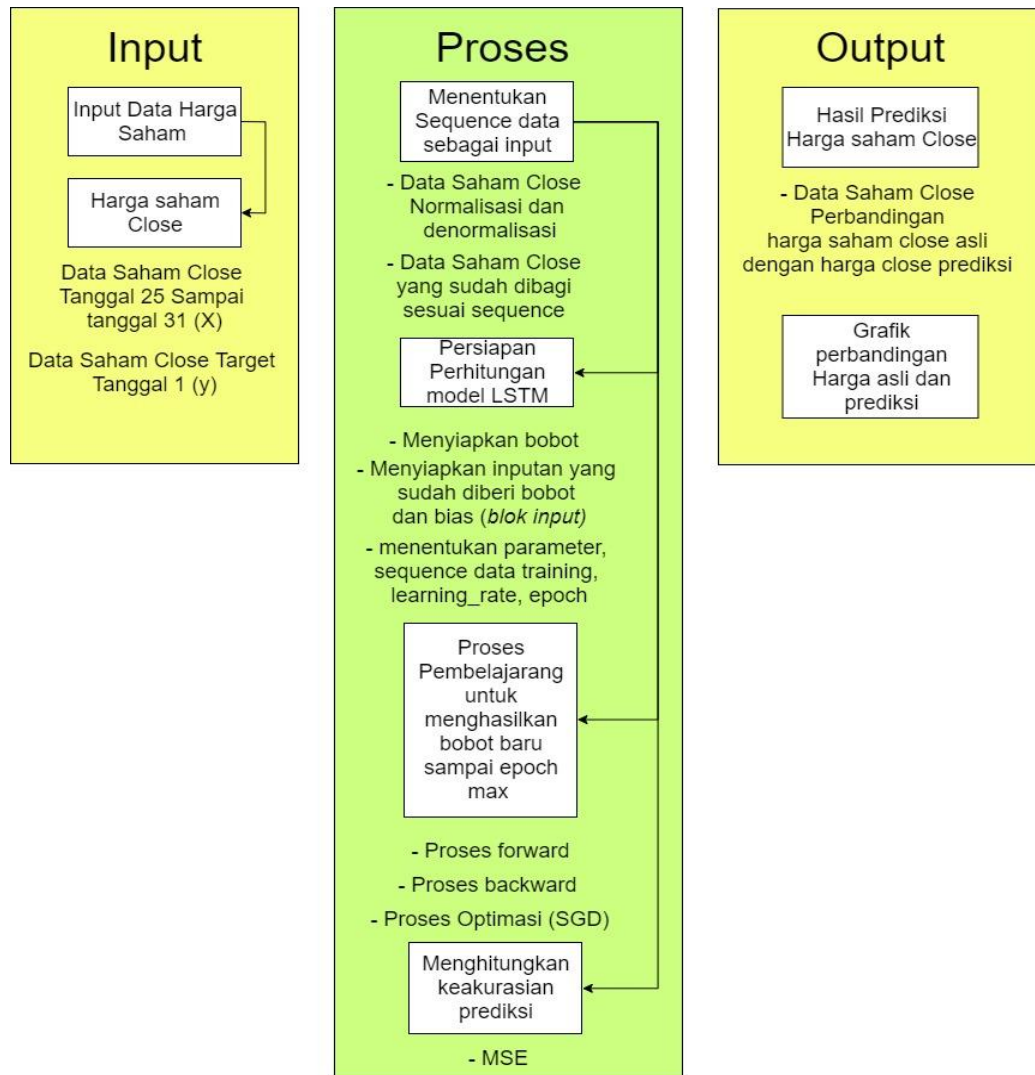 Input
Input Data Harga
Saham
Harga saham
Close
Data Saham Close
Tanggal 25 Sampai
tanggal 31 (X)
Data Saham Close Target
Tanggal 1 (y)
Proses
Menentukan
Sequence data
sebagai input
- Data Saham Close
Normalisasi dan
denormalisasi
- Data Saham Close
yang sudah dibagi
sesuai sequence
Persiapan
Perhitungan
model LSTM
- Menyiapkan bobot
- Menyiapkan inputan yang
sudah diberi bobot
dan bias (blok input)
- menentukan parameter,
sequence data training,
learning_rate, epoch
Proses
Pembelajarang
untuk
menghasilkan
bobot baru
sampai epoch
max
- Proses forward
- Proses backward
- Proses Optimasi (SGD)
Menghitungkan
keakurasian
prediksi
- MSE
Output
Hasil Prediksi
Harga saham Close
- Data Saham Close
Perbandingan
harga saham close asli
dengan harga close prediksi
Grafik
perbandingan
Harga asli dan
prediksi